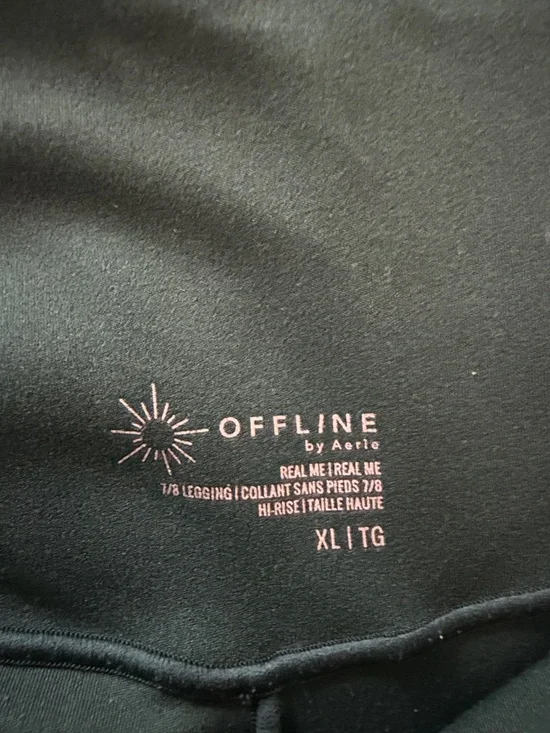 OFFLINE
by Aerie
REAL ME | REAL ME
7/8 LEGGING | COLLANT SANS PIEDS 7/8
HI-RISE | TAILLE HAUTE
XL | TG